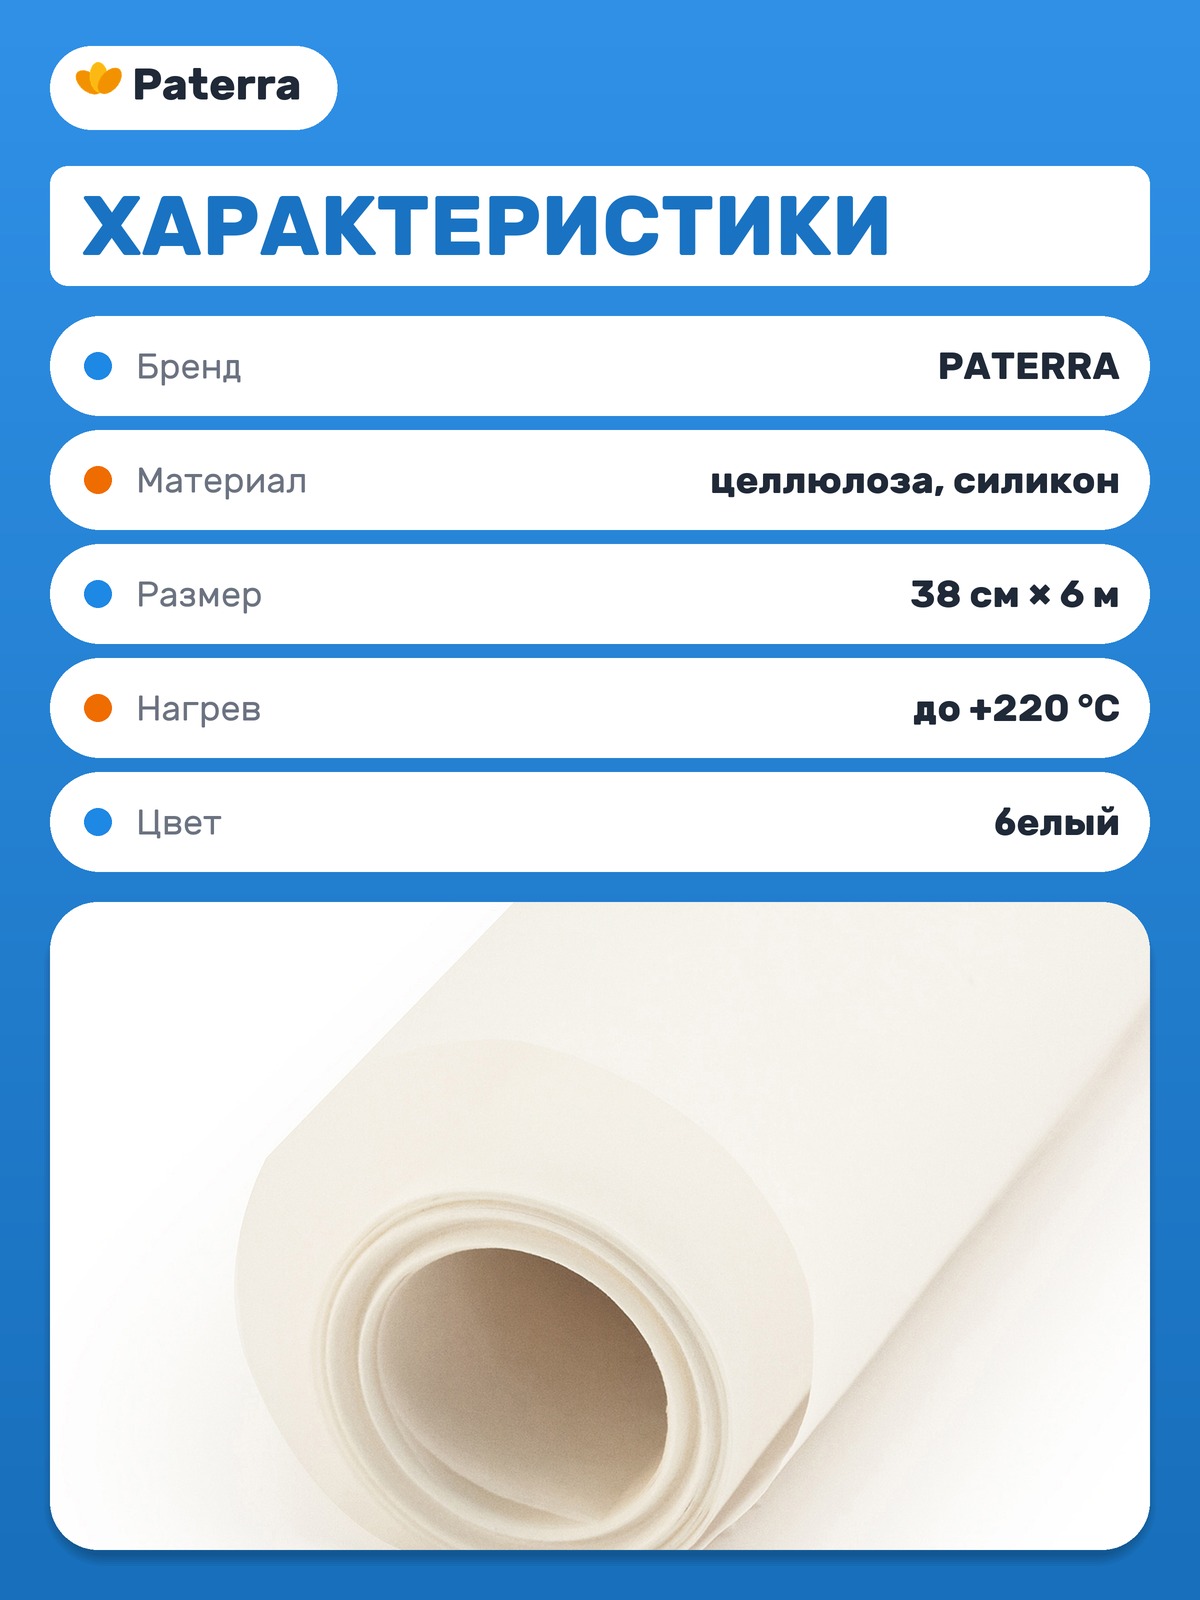 Paterra
ХАРАКТЕРИСТИКИ
Бренд PATERRA
Материал целлюлоза, силикон
Размер 38 см × 6 м
Нагрев до +220 °C
Цвет белый